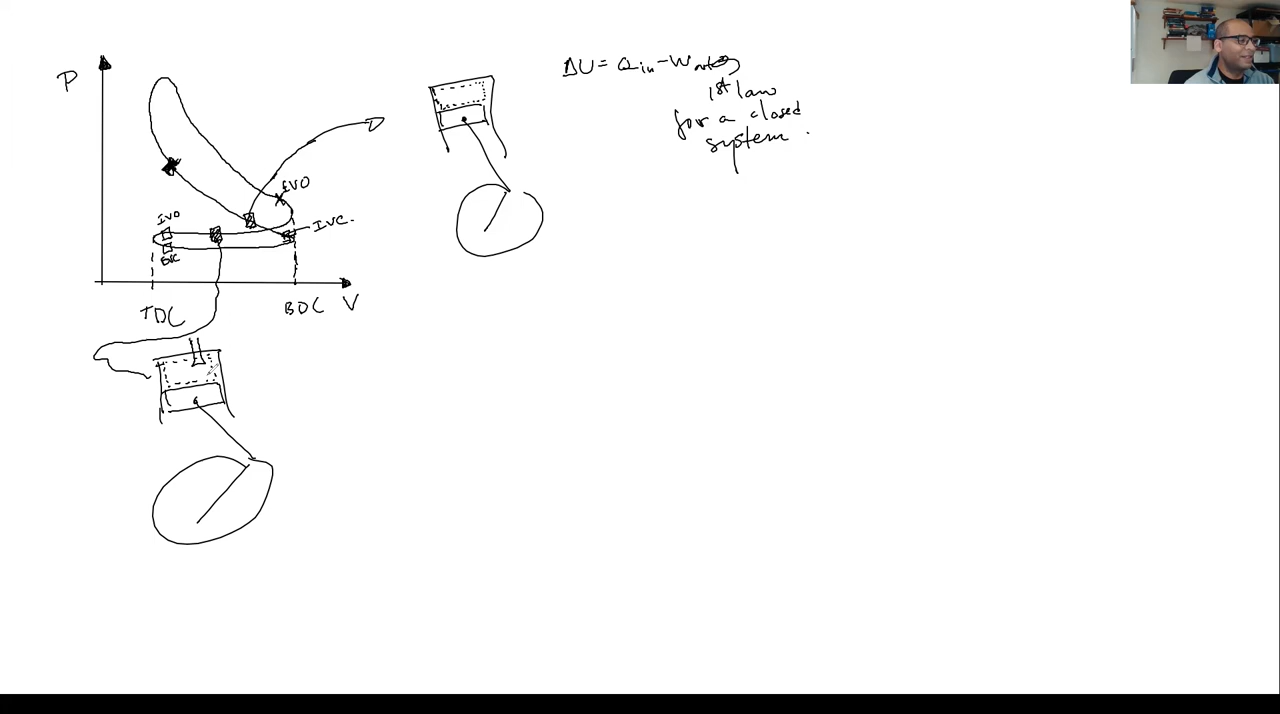 P
EVO
IVO
IVC.
EVC
TDC
BDC
V
ΔU = Qin - Wout
1st law
for a closed
system.